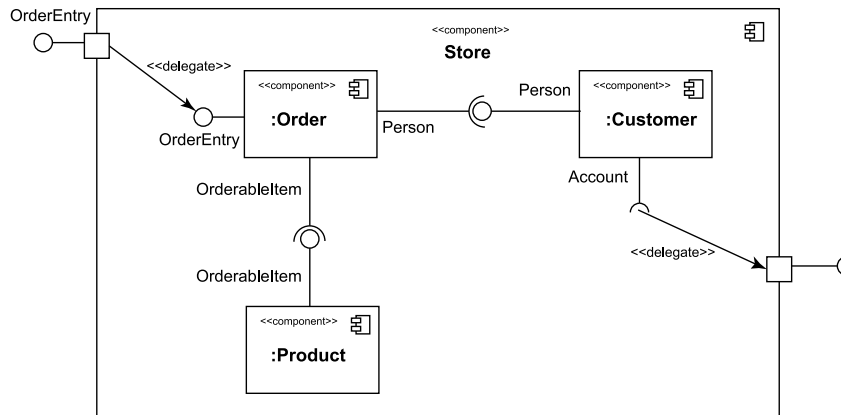 OrderEntry
<<component>>
Store
<<delegate>>
<<component>>
:Order
<<component>>
:Customer
Person
Person
OrderEntry
Account
OrderableItem
<<delegate>>
OrderableItem
<<component>>
:Product